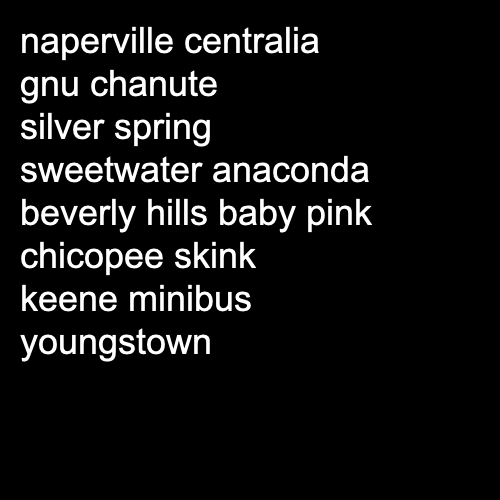 naperville centralia
gnu chanute
silver spring
sweetwater anaconda
beverly hills baby pink
chicopee skink
keene minibus
youngstown